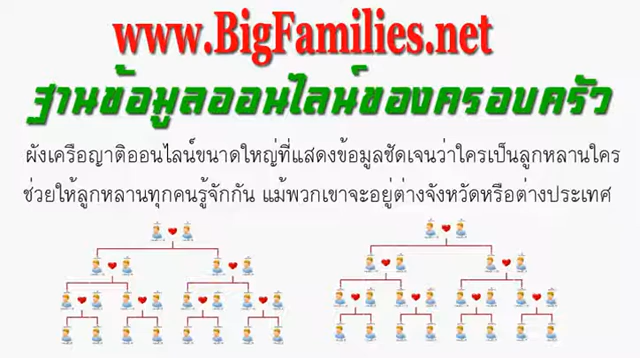 www.BigFamilies.net
ฐานข้อมูลออนไลน์ของครอบครัว
ผังเครือญาติออนไลน์ขนาดใหญ่ที่แสดงข้อมูลชัดเจนว่าใครเป็นลูกหลานใคร
ช่วยให้ลูกหลานทุกคนรู้จักกัน แม้พวกเขาจะอยู่ต่างจังหวัดหรือต่างประเทศ